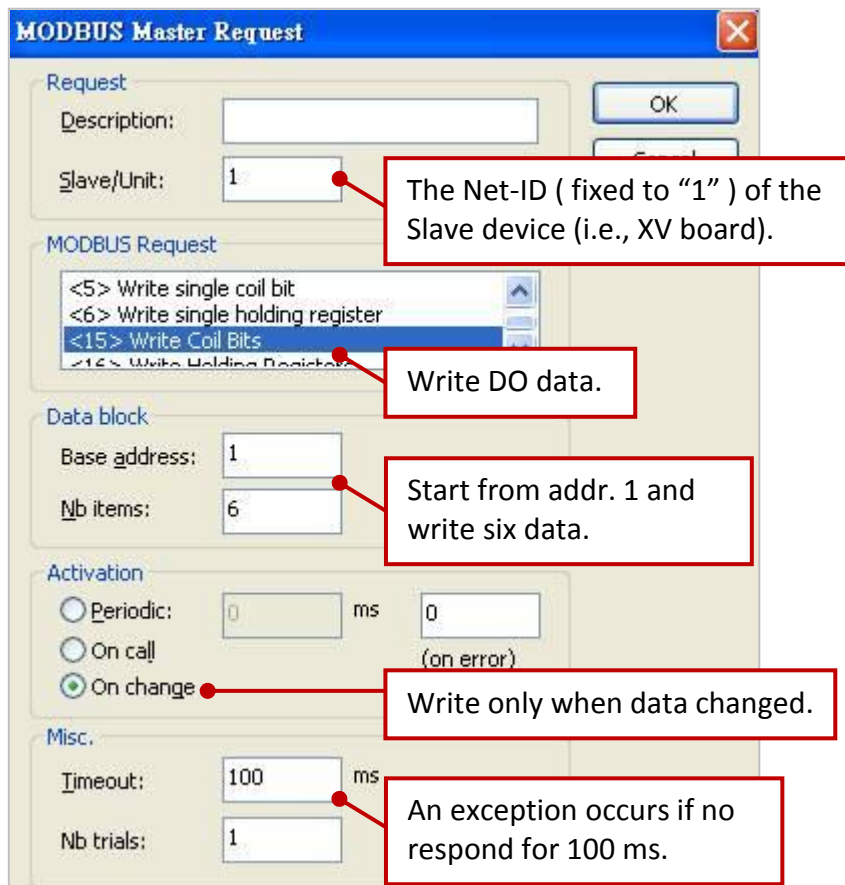 MODBUS Master Request
Request
OK
Description:
Slave/Unit:
1
The Net-ID ( fixed to “1” ) of the
Slave device (i.e., XV board).
MODBUS Request
<5> Write single coil bit
<6> Write single holding register
<15> Write Coil Bits
<16> Write Holding Registers
Write DO data.
Data block
Base address:
1
Nb items:
6
Start from addr. 1 and
write six data.
Activation
Periodic:
0
ms
0
On call
(on error)
On change
Write only when data changed.
Misc.
Timeout:
100
ms
An exception occurs if no
respond for 100 ms.
Nb trials:
1